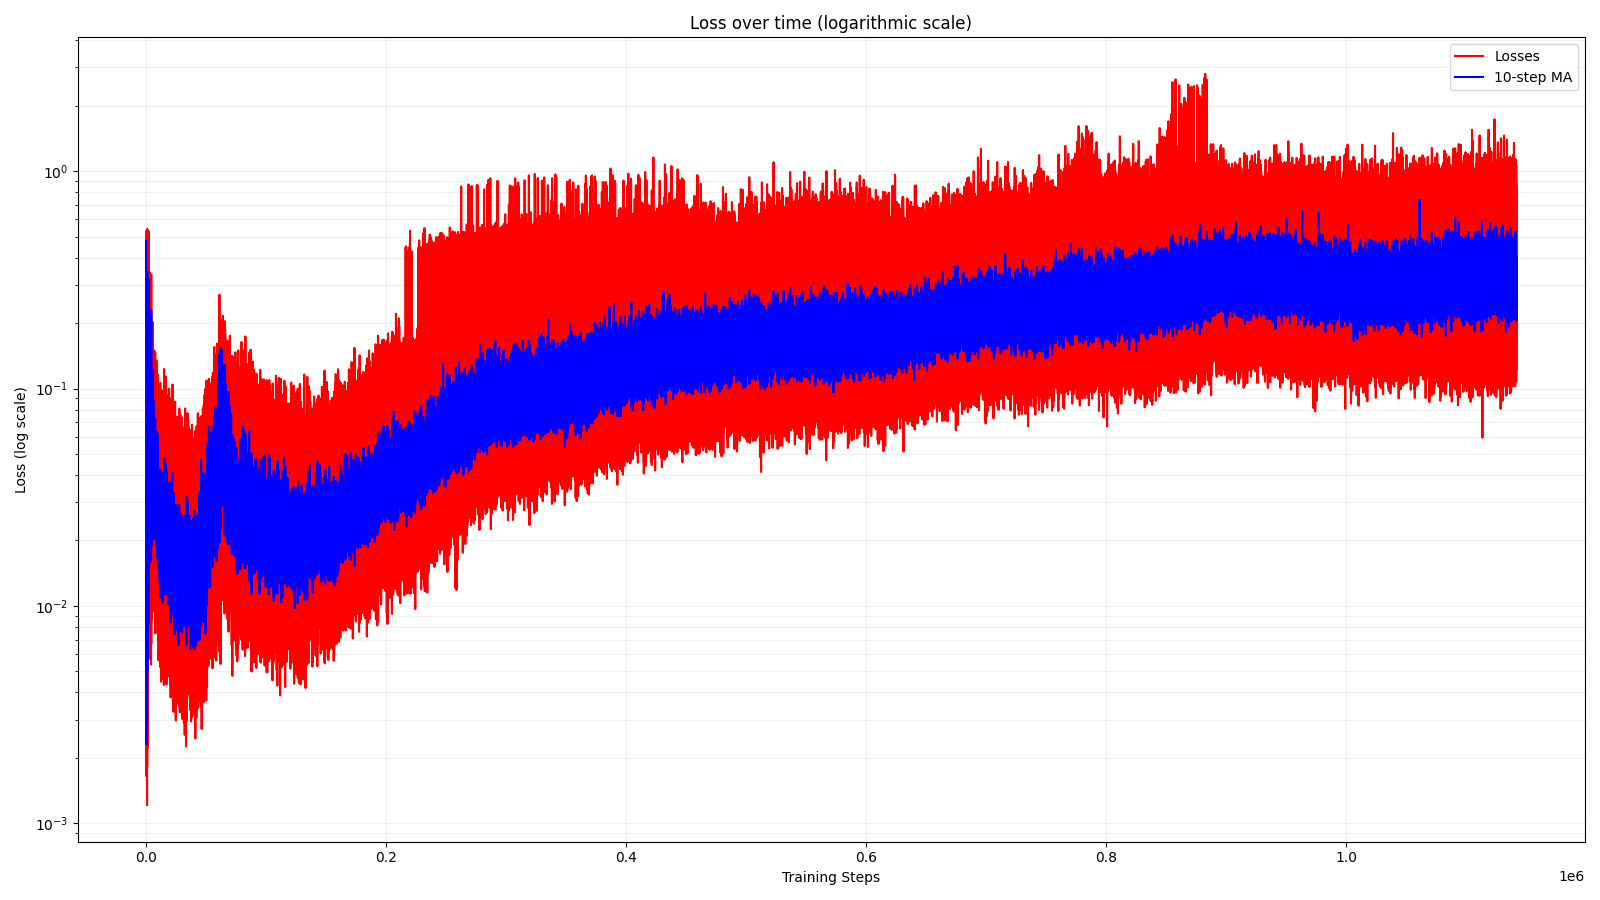 Loss over time (logarithmic scale)
Losses
10-step MA
Loss (log scale)
10⁰
10⁻¹
10⁻²
10⁻³
0.0 0.2 0.4 0.6 0.8 1.0
1e6
Training Steps